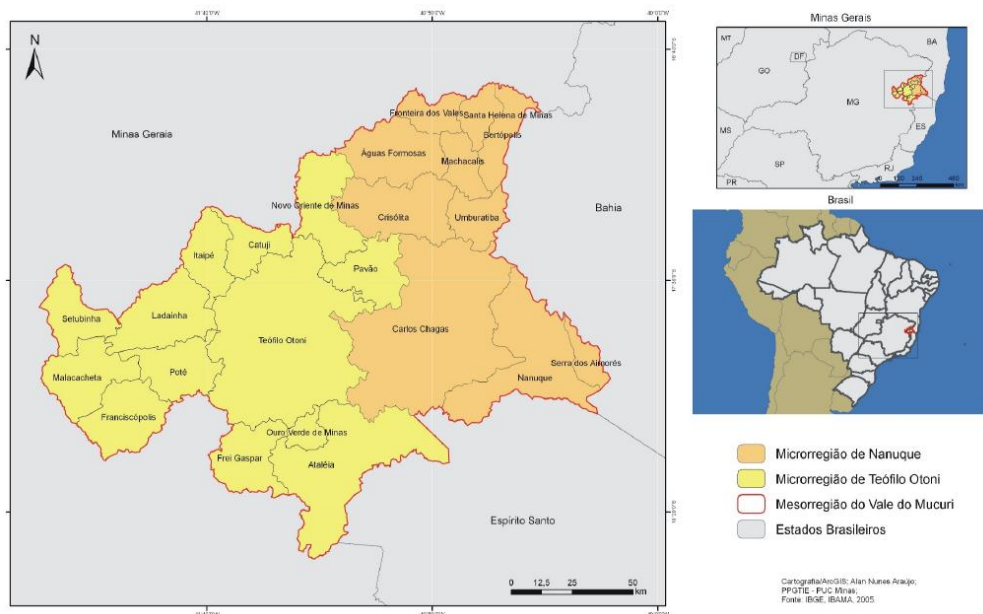 N
Minas Gerais
Bahia
Espírito Santo
Fronteira dos Vales
Santa Helena de Minas
Bertópolis
Águas Formosas
Machacalis
Novo Oriente de Minas
Crisólita
Umburatiba
Itaipé
Catuji
Pavão
Setubinha
Ladainha
Teófilo Otoni
Carlos Chagas
Serra dos Aimorés
Nanuque
Malacacheta
Poté
Franciscópolis
Ouro Verde de Minas
Frei Gaspar
Ataléia
0 12,5 25 50
km
Minas Gerais
MT
BA
GO
DF
MG
MS
ES
SP
RJ
PR
Brasil
Microrregião de Nanuque
Microrregião de Teófilo Otoni
Mesorregião do Vale do Mucuri
Estados Brasileiros
Cartografia/ArcGIS: Alan Nunes Araújo;
PPGTIE - PUC Minas;
Fonte: IBGE, IBAMA, 2005.